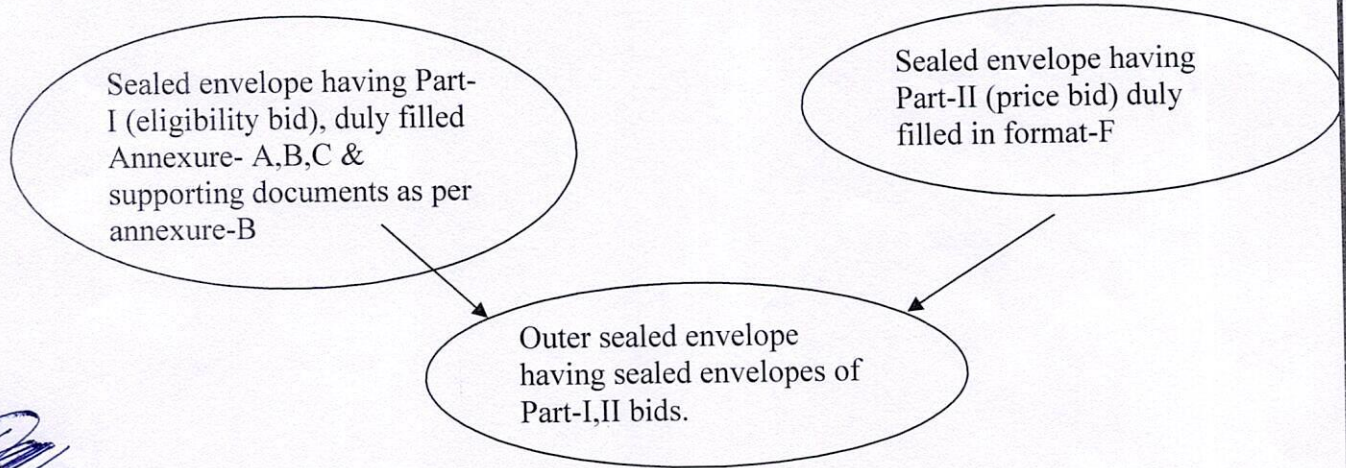 Sealed envelope having Part-
I (eligibility bid), duly filled
Annexure- A,B,C &
supporting documents as per
annexure-B
Sealed envelope having
Part-II (price bid) duly
filled in format-F
Outer sealed envelope
having sealed envelopes of
Part-I,II bids.